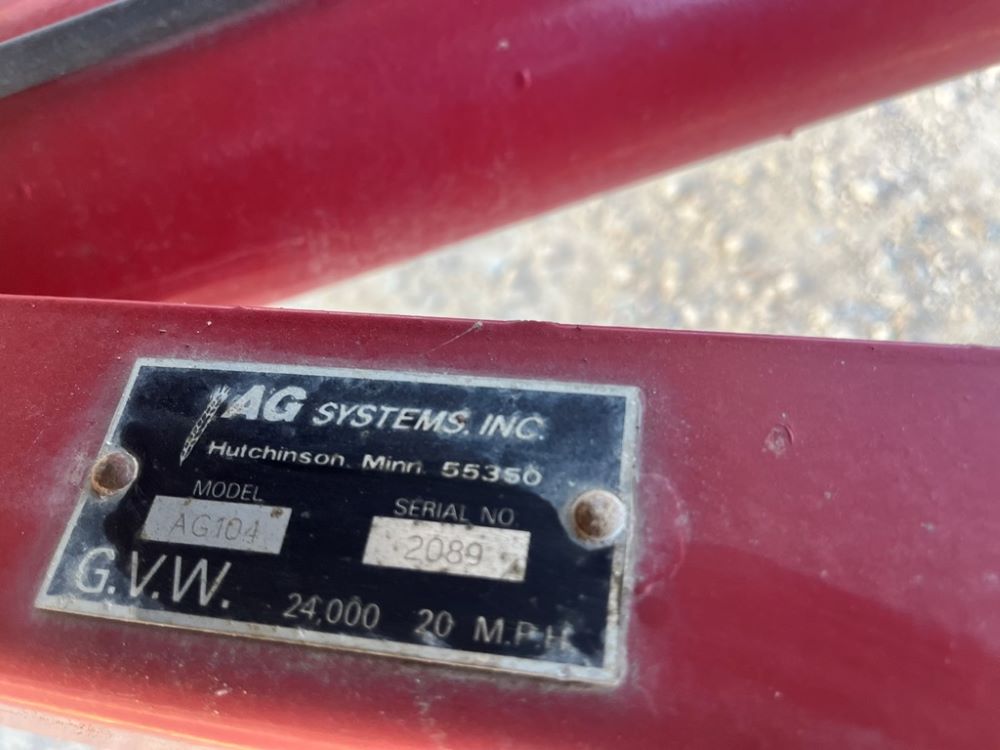 AG SYSTEMS, INC.
Hutchinson, Minn. 55350
MODEL
SERIAL NO
AG104
2089
G.V.W. 24,000 20 M.P.H.